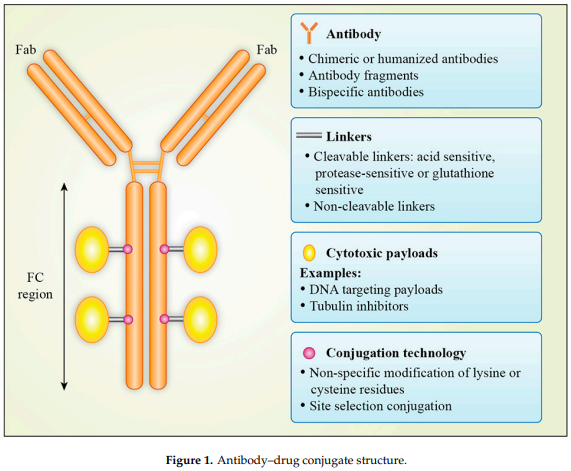 Fab
Fab
FC
region
Antibody
• Chimeric or humanized antibodies
• Antibody fragments
• Bispecific antibodies
Linkers
• Cleavable linkers: acid sensitive,
protease-sensitive or glutathione
sensitive
• Non-cleavable linkers
Cytotoxic payloads
Examples:
• DNA targeting payloads
• Tubulin inhibitors
Conjugation technology
• Non-specific modification of lysine or
cysteine residues
• Site selection conjugation
Figure 1. Antibody–drug conjugate structure.